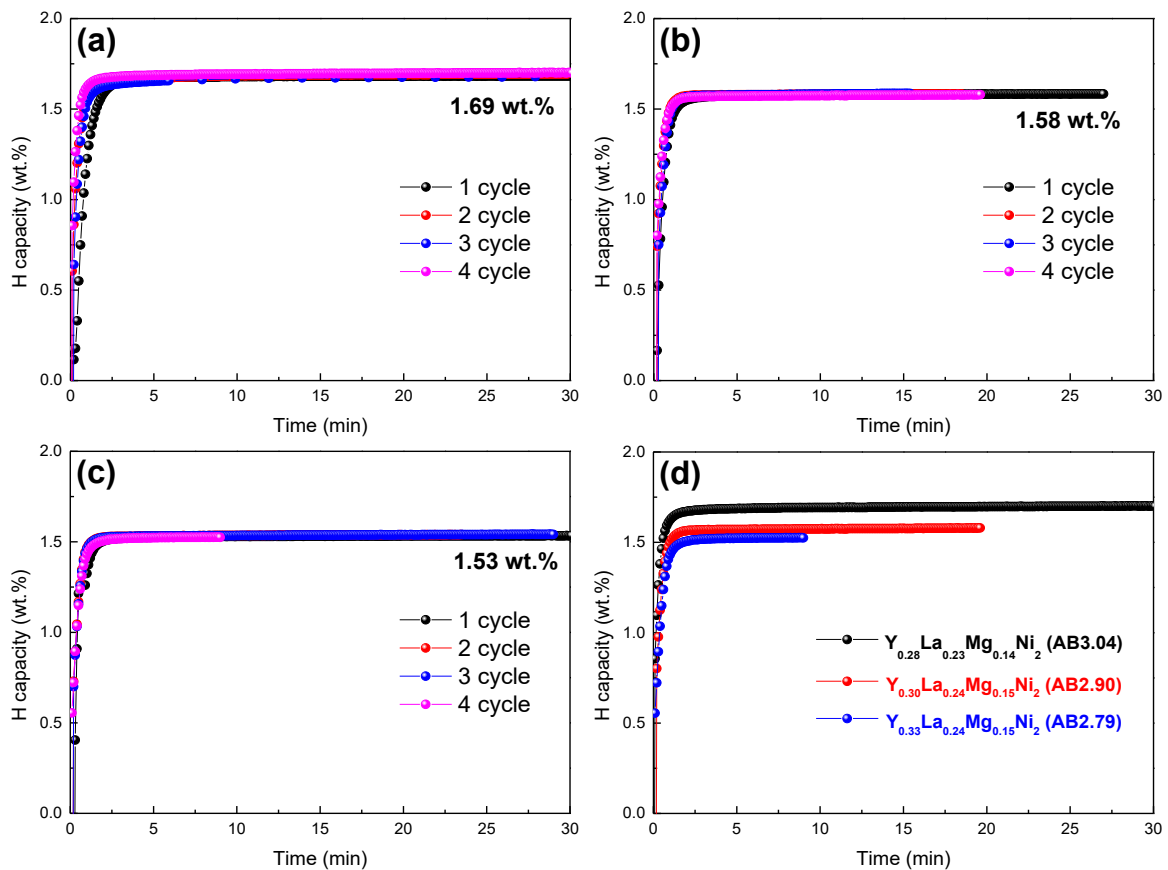 (a)
2.0
1.5
1.0
0.5
0.0
H capacity (wt.%)
1.69 wt.%
1 cycle
2 cycle
3 cycle
4 cycle
0 5 10 15 20 25 30
Time (min)
(b)
2.0
1.5
1.0
0.5
0.0
H capacity (wt.%)
1.58 wt.%
1 cycle
2 cycle
3 cycle
4 cycle
0 5 10 15 20 25 30
Time (min)
(c)
2.0
1.5
1.0
0.5
0.0
H capacity (wt.%)
1.53 wt.%
1 cycle
2 cycle
3 cycle
4 cycle
0 5 10 15 20 25 30
Time (min)
(d)
2.0
1.5
1.0
0.5
0.0
H capacity (wt.%)
Y₀.₂₈La₀.₂₃Mg₀.₁₄Ni₂ (AB3.04)
Y₀.₃₀La₀.₂₄Mg₀.₁₅Ni₂ (AB2.90)
Y₀.₃₃La₀.₂₄Mg₀.₁₅Ni₂ (AB2.79)
0 5 10 15 20 25 30
Time (min)